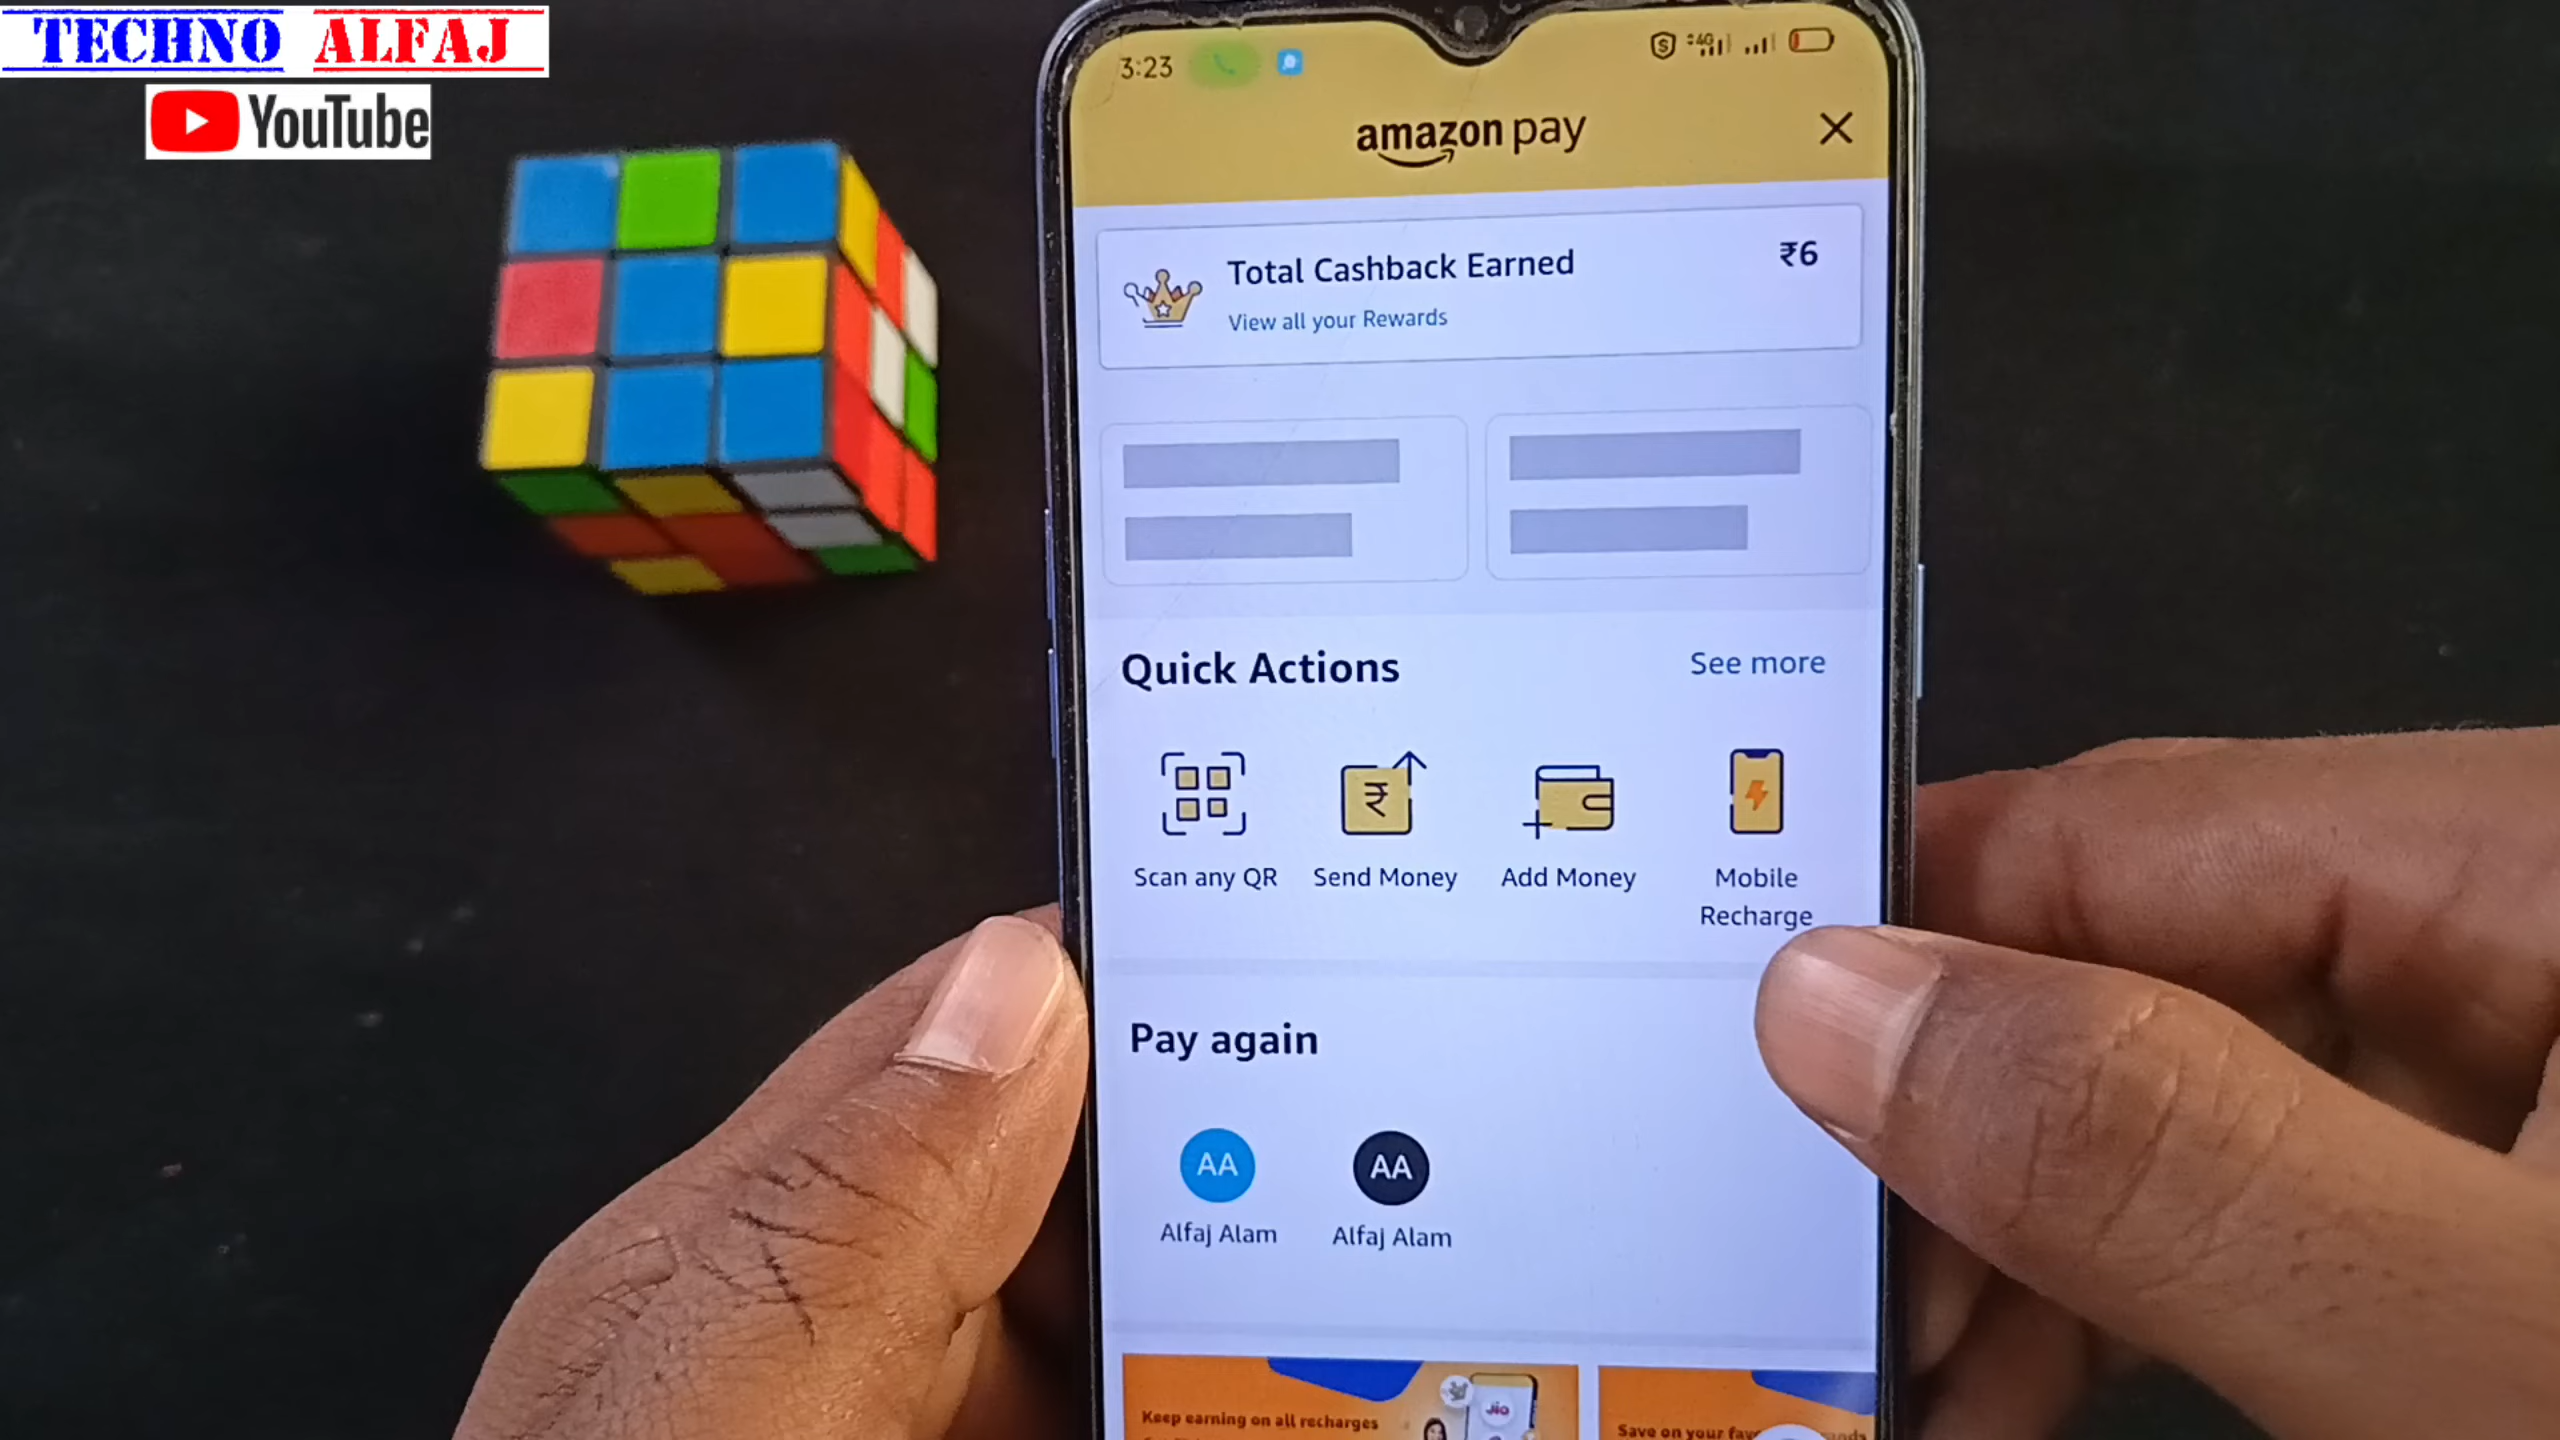 TECHNO ALFAJ
YouTube
3:23
4G
amazon pay
Total Cashback Earned
₹6
View all your Rewards
Quick Actions
See more
Scan any QR
Send Money
Add Money
Mobile
Recharge
Pay again
AA
AA
Alfaj Alam
Alfaj Alam
Keep earning on all recharges
Jio
Save on your